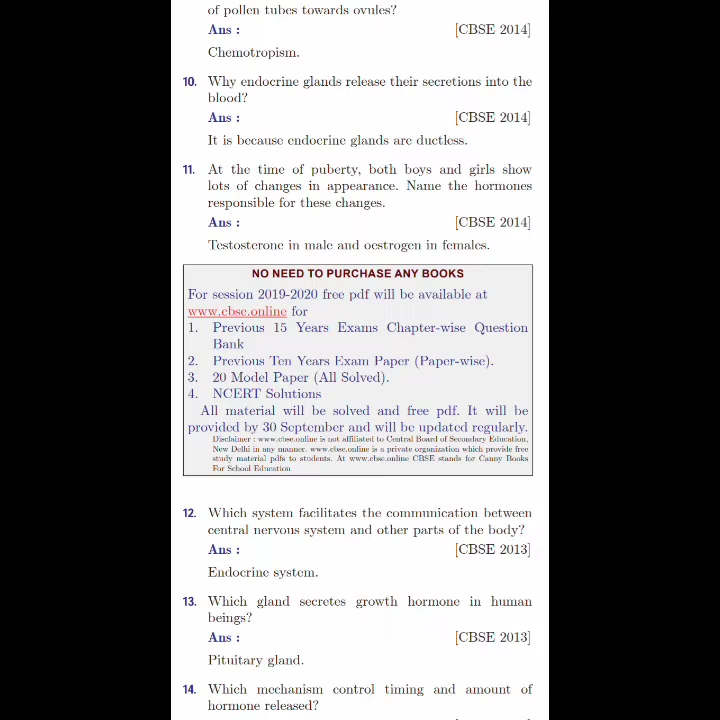 of pollen tubes towards ovules?
Ans : [CBSE 2014]
Chemotropism.
10. Why endocrine glands release their secretions into the
blood?
Ans : [CBSE 2014]
It is because endocrine glands are ductless.
11. At the time of puberty, both boys and girls show
lots of changes in appearance. Name the hormones
responsible for these changes.
Ans : [CBSE 2014]
Testosterone in male and oestrogen in females.
NO NEED TO PURCHASE ANY BOOKS
For session 2019-2020 free pdf will be available at
www.cbse.online for
1. Previous 15 Years Exams Chapter-wise Question
Bank
2. Previous Ten Years Exam Paper (Paper-wise).
3. 20 Model Paper (All Solved).
4. NCERT Solutions
All material will be solved and free pdf. It will be
provided by 30 September and will be updated regularly.
Disclaimer : www.cbse.online is not affiliated to Central Board of Secondary Education,
New Delhi in any manner. www.cbse.online is a private organization which provide free
study material pdfs to students. At www.cbse.online CBSE stands for Canny Books
For School Education
12. Which system facilitates the communication between
central nervous system and other parts of the body?
Ans : [CBSE 2013]
Endocrine system.
13. Which gland secretes growth hormone in human
beings?
Ans : [CBSE 2013]
Pituitary gland.
14. Which mechanism control timing and amount of
hormone released?